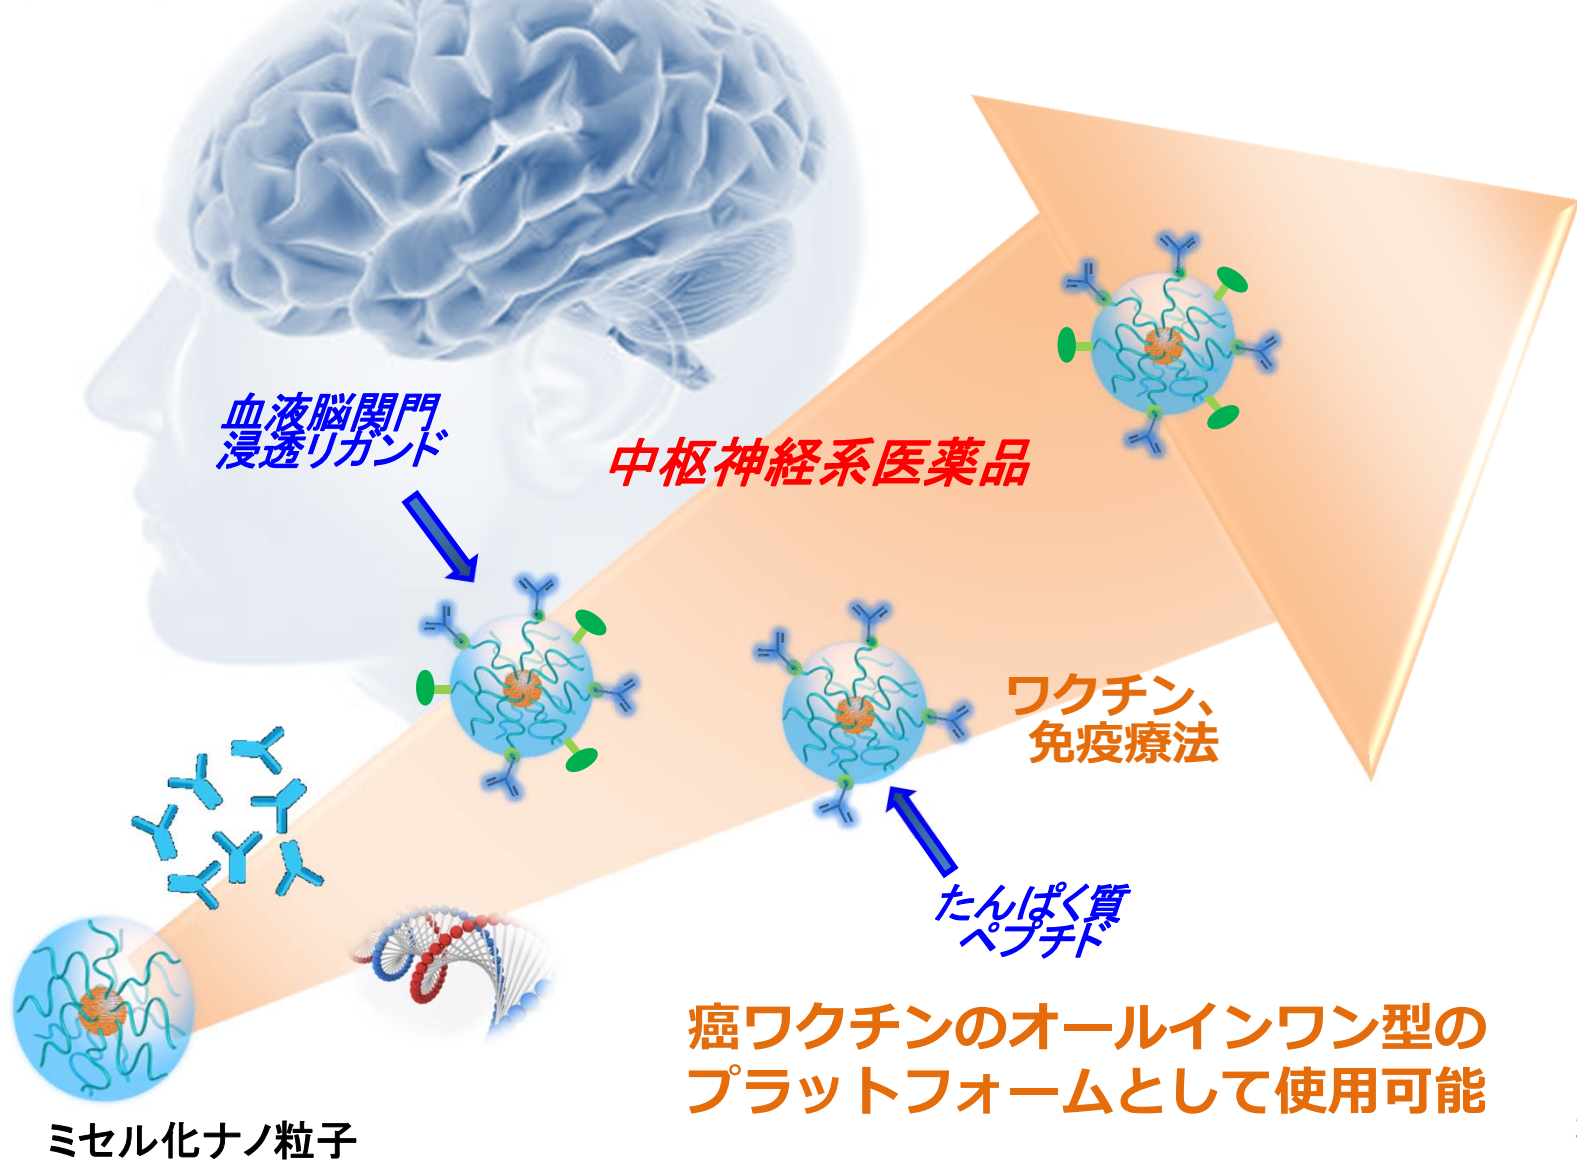 血液脳関門
浸透リガンド
中枢神経系医薬品
ワクチン、
免疫療法
たんぱく質
ペプチド
癌ワクチンのオールインワン型の
プラットフォームとして使用可能
ミセル化ナノ粒子